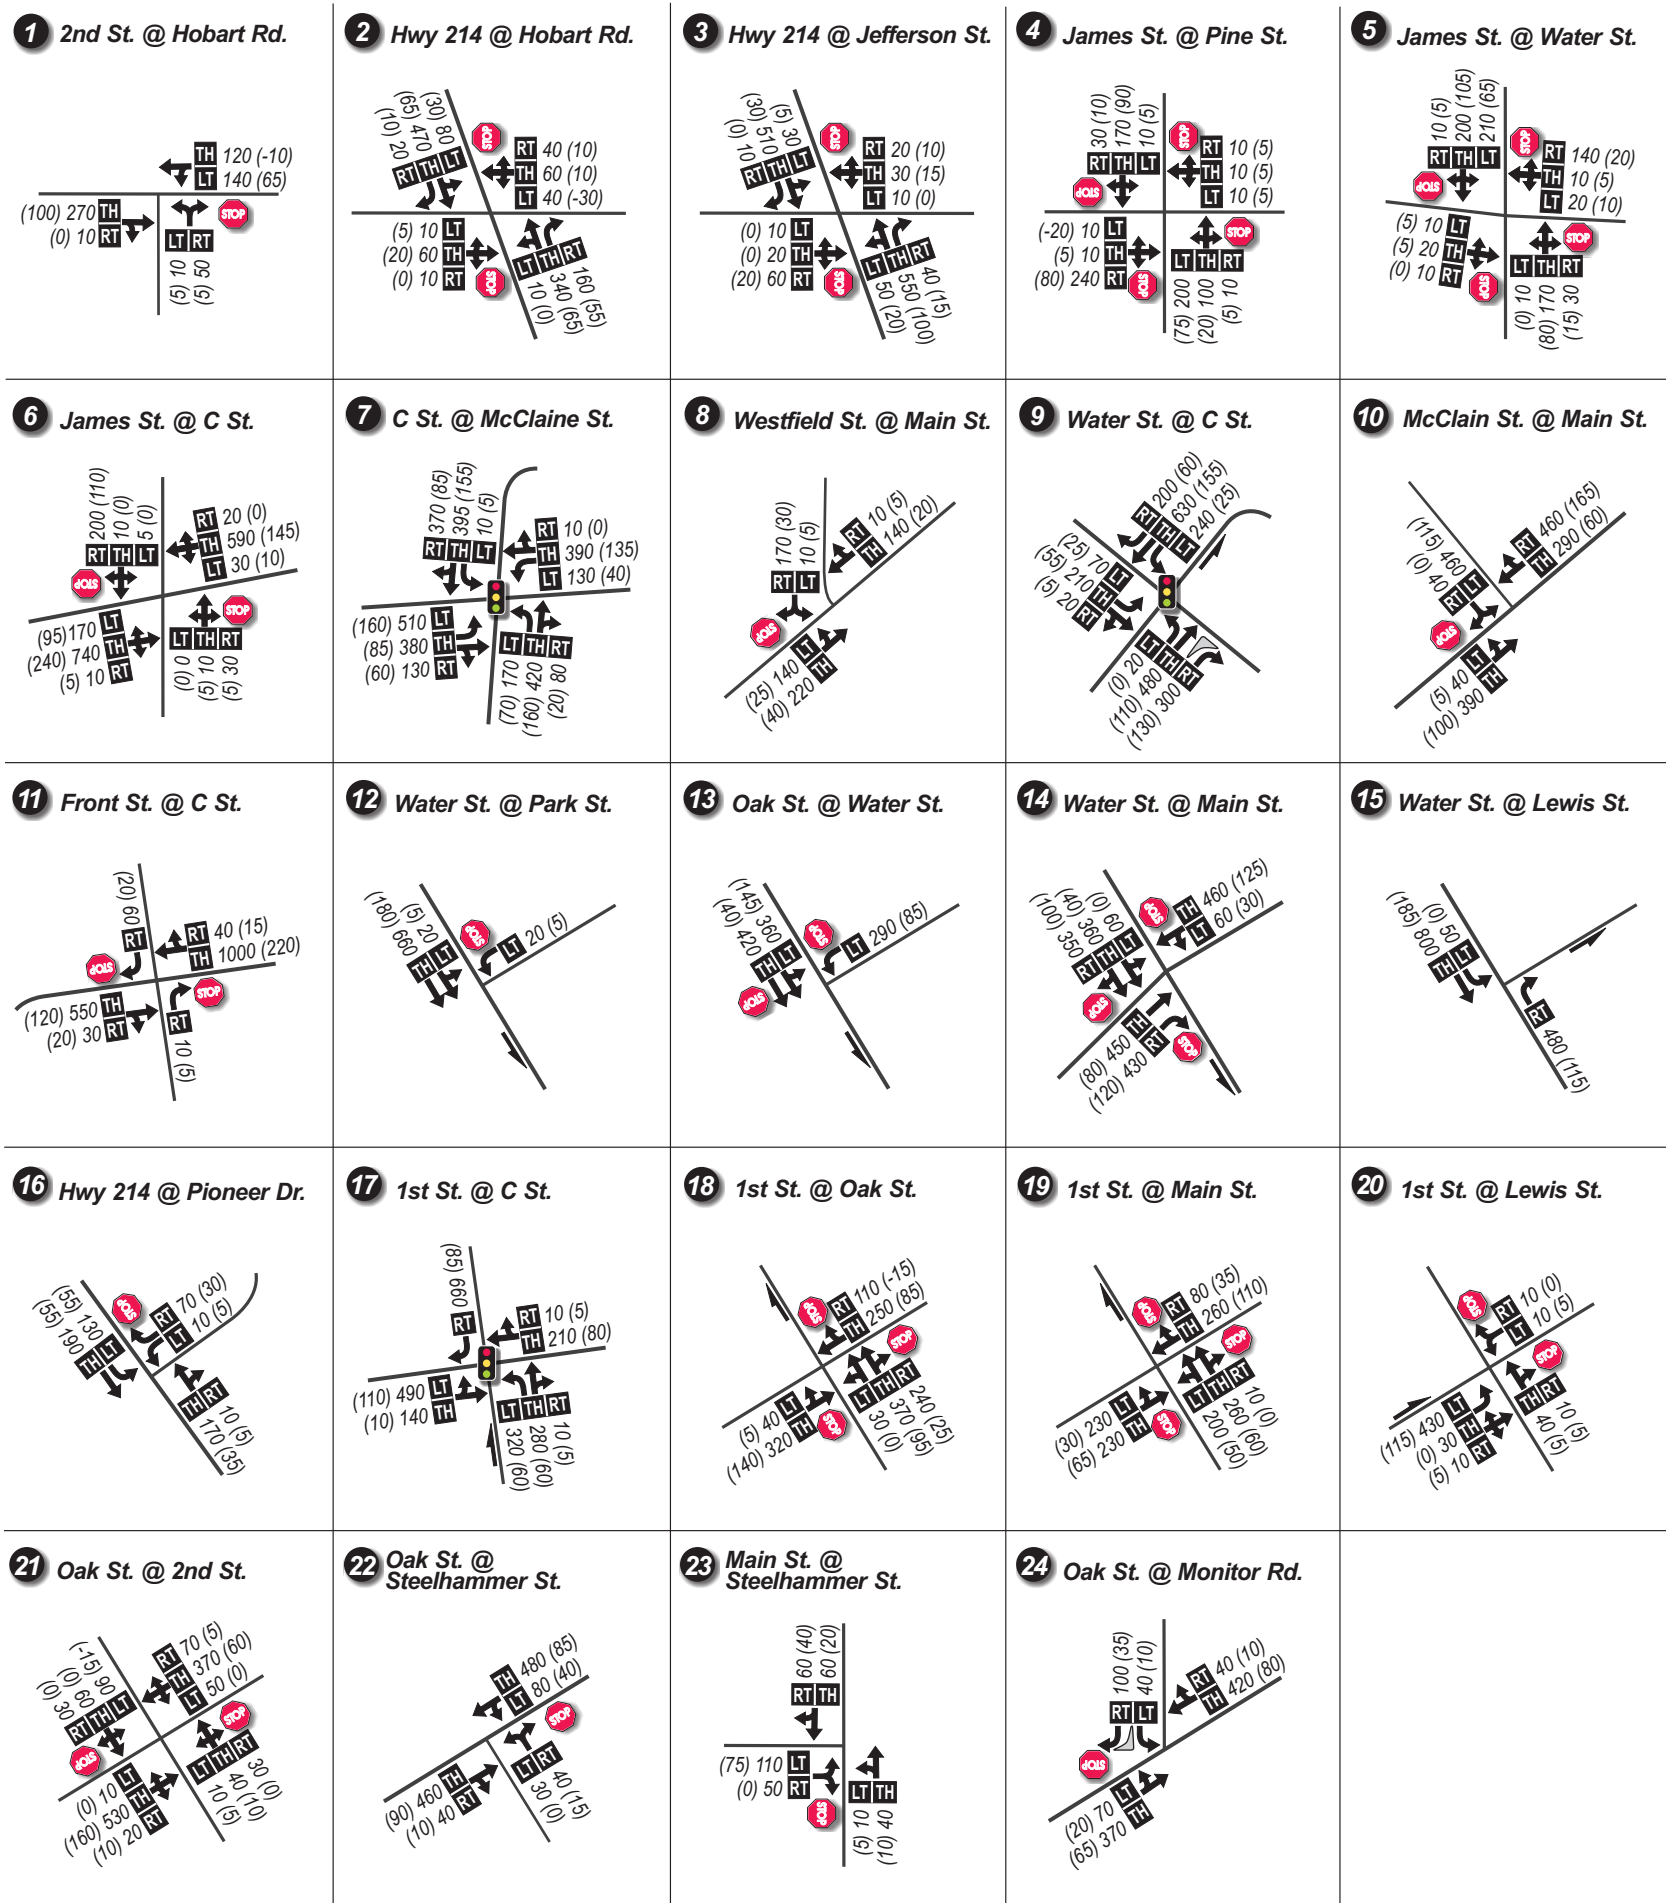 1 2nd St. @ Hobart Rd.
TH 120 (-10)
LT 140 (65)
(100) 270 TH
(0) 10 RT
LT RT
STOP
(5) 10
(5) 50
2 Hwy 214 @ Hobart Rd.
(10) 20
(65) 470
(30) 80
RT TH LT
STOP
RT 40 (10)
TH 60 (10)
LT 40 (-30)
(5) 10 LT
(20) 60 TH
(0) 10 RT
STOP
LT TH RT
10 (0)
340 (65)
160 (55)
3 Hwy 214 @ Jefferson St.
(0) 10
(30) 510
(5) 30
RT TH LT
STOP
RT 20 (10)
TH 30 (15)
LT 10 (0)
(0) 10 LT
(0) 20 TH
(20) 60 RT
STOP
LT TH RT
50 (20)
550 (100)
40 (15)
4 James St. @ Pine St.
30 (10)
170 (90)
10 (5)
RT TH LT
STOP
STOP
RT 10 (5)
TH 10 (5)
LT 10 (5)
(-20) 10 LT
(5) 10 TH
(80) 240 RT
STOP
STOP
LT TH RT
(75) 200
(20) 100
(5) 10
5 James St. @ Water St.
10 (5)
200 (105)
210 (65)
RT TH LT
STOP
STOP
RT 140 (20)
TH 10 (5)
LT 20 (10)
(5) 10 LT
(5) 20 TH
(0) 10 RT
STOP
STOP
LT TH RT
(0) 10
(80) 170
(15) 30
6 James St. @ C St.
200 (110)
10 (0)
5 (0)
RT TH LT
STOP
RT 20 (0)
TH 590 (145)
LT 30 (10)
(95)170 LT
(240) 740 TH
(5) 10 RT
STOP
LT TH RT
(0) 0
(5) 10
(5) 30
7 C St. @ McClaine St.
370 (85)
395 (155)
10 (5)
RT TH LT
RT 10 (0)
TH 390 (135)
LT 130 (40)
(160) 510 LT
(85) 380 TH
(60) 130 RT
LT TH RT
(70) 170
(160) 420
(20) 80
8 Westfield St. @ Main St.
170 (30)
10 (5)
RT LT
STOP
RT 10 (5)
TH 140 (20)
(25) 140 LT
(40) 220 TH
9 Water St. @ C St.
RT 200 (60)
TH 630 (155)
LT 240 (25)
(25) 70 LT
(55) 210 TH
(5) 20 RT
LT TH RT
(0) 20
(110) 480
(130) 300
10 McClain St. @ Main St.
RT 460 (165)
TH 290 (60)
(115) 460 LT
(0) 40 RT
STOP
(5) 40 LT
(100) 390 TH
11 Front St. @ C St.
(20) 60 RT
STOP
RT 40 (15)
TH 1000 (220)
(120) 550 TH
(20) 30 RT
STOP
RT 10 (5)
12 Water St. @ Park St.
(180) 660
(5) 20
TH LT
STOP
LT 20 (5)
13 Oak St. @ Water St.
(145) 360
(40) 420
TH LT
STOP
STOP
LT 290 (85)
14 Water St. @ Main St.
(100) 350
(40) 360
(0) 60
RT TH LT
STOP
STOP
TH 460 (125)
LT 60 (30)
(80) 450 TH
(120) 430 RT
STOP
15 Water St. @ Lewis St.
(185) 800
(0) 50
TH LT
RT 480 (115)
16 Hwy 214 @ Pioneer Dr.
(55) 190
(55) 130
TH LT
STOP
RT 70 (30)
LT 10 (5)
TH RT
170 (35)
10 (5)
17 1st St. @ C St.
(85) 660 RT
RT 10 (5)
TH 210 (80)
(110) 490 LT
(10) 140 TH
LT TH RT
320 (60)
280 (60)
10 (5)
18 1st St. @ Oak St.
STOP
RT 110 (-15)
TH 250 (85)
(5) 40 LT
(140) 320 TH
STOP
STOP
LT TH RT
30 (0)
370 (95)
240 (25)
19 1st St. @ Main St.
STOP
RT 80 (35)
TH 260 (110)
(30) 230 LT
(65) 230 TH
STOP
STOP
LT TH RT
200 (50)
260 (60)
10 (0)
20 1st St. @ Lewis St.
STOP
RT 10 (0)
LT 10 (5)
(115) 430 LT
(0) 30 TH
(5) 10 RT
STOP
TH RT
40 (5)
10 (5)
21 Oak St. @ 2nd St.
(0) 30
(0) 60
(-15) 90
RT TH LT
STOP
RT 70 (5)
TH 370 (60)
LT 50 (0)
(0) 10 LT
(160) 530 TH
(10) 20 RT
STOP
LT TH RT
10 (5)
40 (10)
30 (0)
22 Oak St. @
Steelhammer St.
TH 480 (85)
LT 80 (40)
(90) 460 TH
(10) 40 RT
STOP
LT RT
30 (0)
40 (15)
23 Main St. @
Steelhammer St.
60 (40)
60 (20)
RT TH
(75) 110 LT
(0) 50 RT
STOP
LT TH
(5) 10
(10) 40
24 Oak St. @ Monitor Rd.
100 (35)
40 (10)
RT LT
STOP
RT 40 (10)
TH 420 (80)
(20) 70 LT
(65) 370 TH